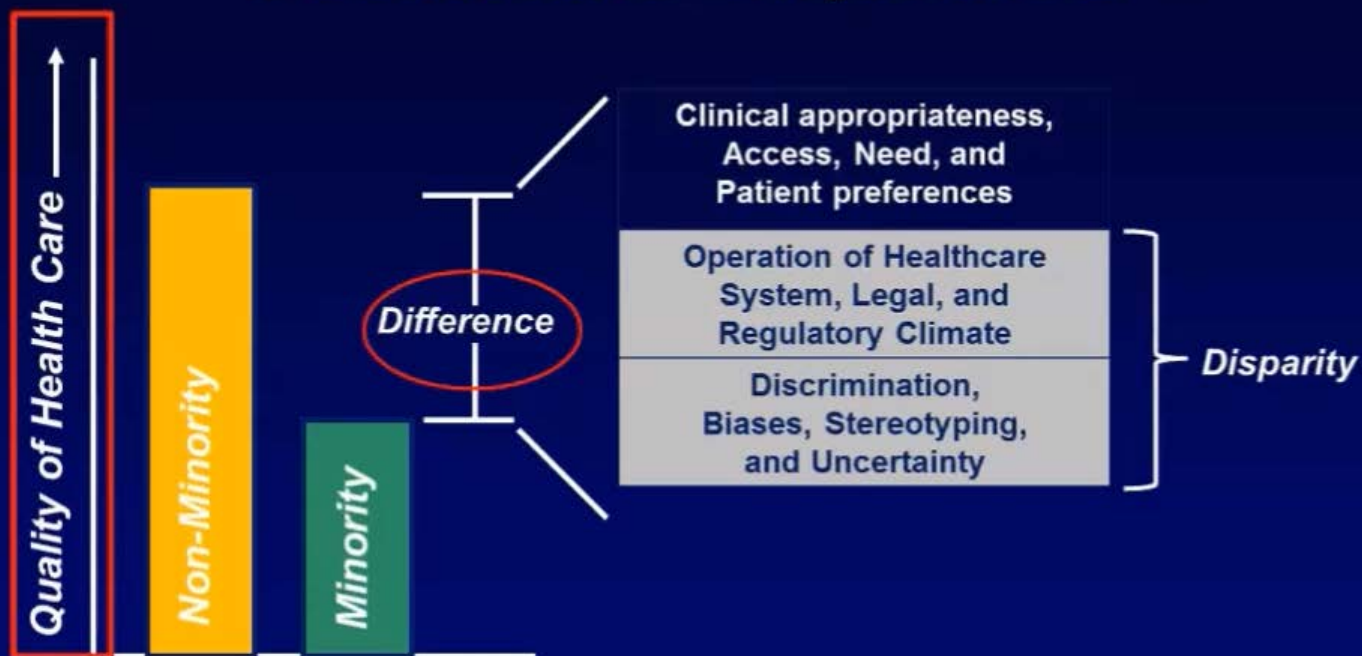 Quality of Health Care
Non-Minority
Minority
Difference
Clinical appropriateness,
Access, Need, and
Patient preferences
Operation of Healthcare
System, Legal, and
Regulatory Climate
Discrimination,
Biases, Stereotyping,
and Uncertainty
Disparity